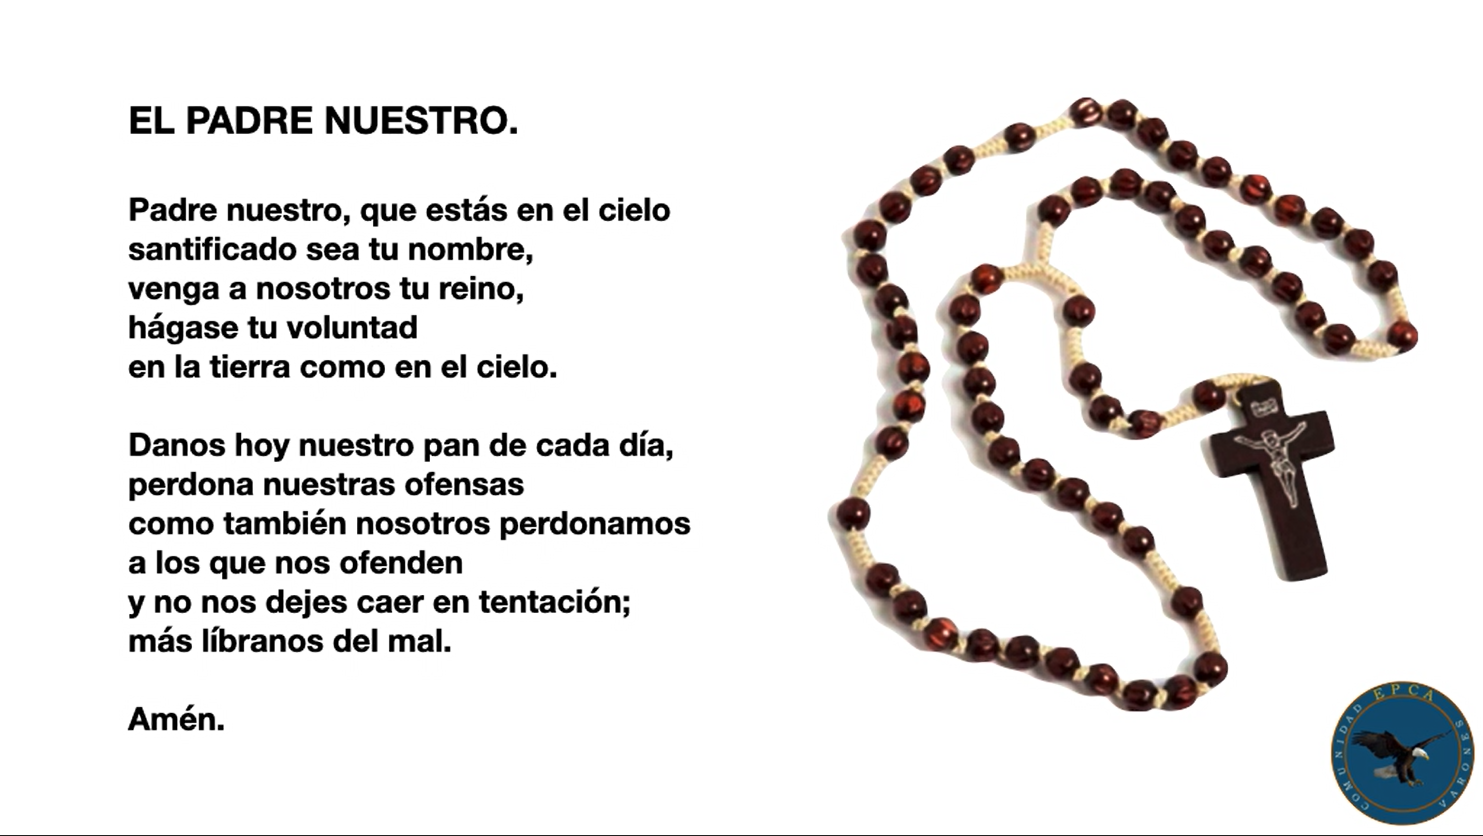 EL PADRE NUESTRO.
Padre nuestro, que estás en el cielo
santificado sea tu nombre,
venga a nosotros tu reino,
hágase tu voluntad
en la tierra como en el cielo.
Danos hoy nuestro pan de cada día,
perdona nuestras ofensas
como también nosotros perdonamos
a los que nos ofenden
y no nos dejes caer en tentación;
más líbranos del mal.
Amén.
COMUNIDAD EPCA